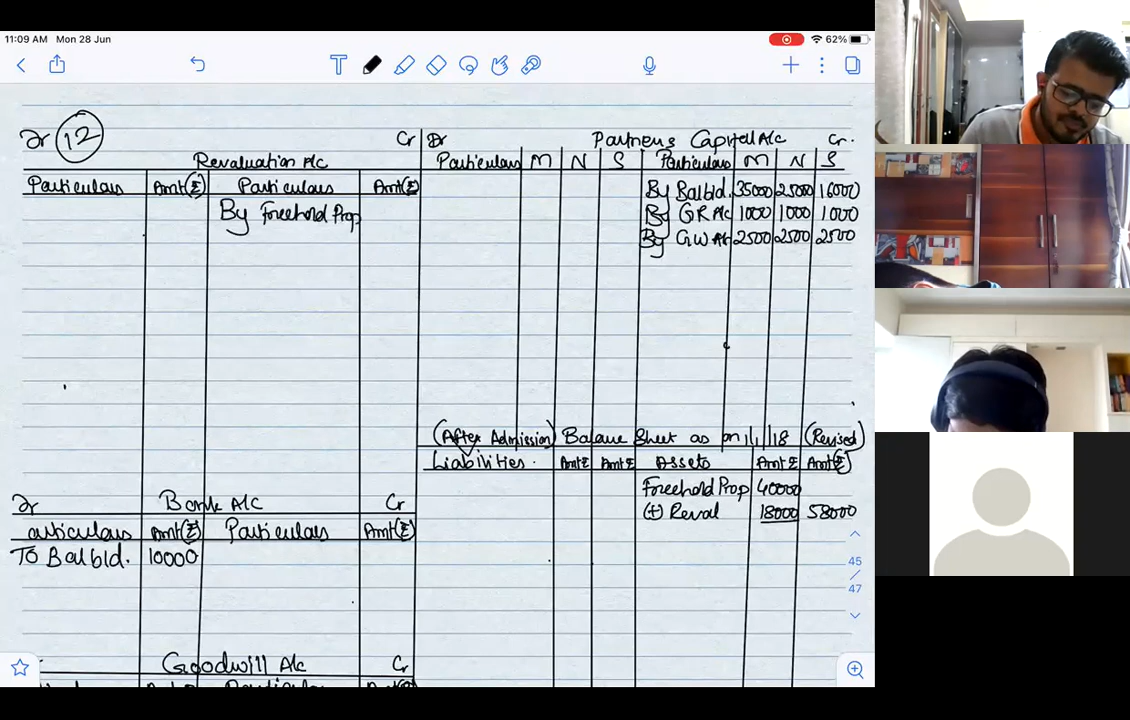 11:09 AM Mon 28 Jun
62%
T
Dr 12 Cr
Revaluation A/c
Particulars Amt(₹) Particulars Amt(₹)
By Freehold Prop
Dr Partners Capital A/c Cr.
Particulars M N S Particulars M N S
By Bal b/d. 35000 25000 16000
By GR A/c 1000 1000 1000
By GW A/c 2500 2500 2500
(After Admission) Balance Sheet as on 1/1/18 (Revised)
Liabilities. Amt ₹ Amt ₹ Assets Amt ₹ Amt(₹)
Freehold Prop 40000
(+) Reval 18000 58000
Dr Bank A/c Cr
articulars Amt(₹) Particulars Amt(₹)
To Bal b/d. 10000
45
/
47
Goodwill A/c Cr